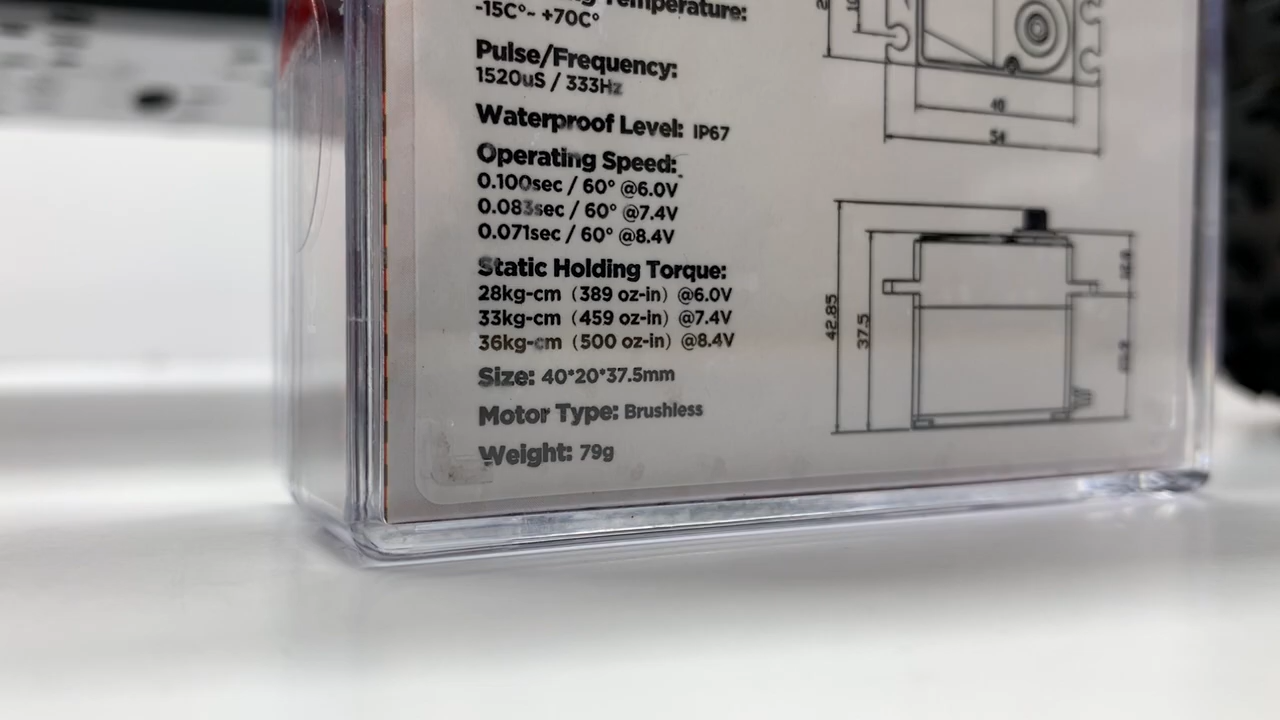 Temperature:
-15C°~ +70C°
Pulse/Frequency:
1520uS / 333Hz
Waterproof Level: IP67
Operating Speed:
0.100sec / 60° @6.0V
0.083sec / 60° @7.4V
0.071sec / 60° @8.4V
Static Holding Torque:
28kg-cm (389 oz-in) @6.0V
33kg-cm (459 oz-in) @7.4V
36kg-cm (500 oz-in) @8.4V
Size: 40*20*37.5mm
Motor Type: Brushless
Weight: 79g
40
54
42.85
37.5